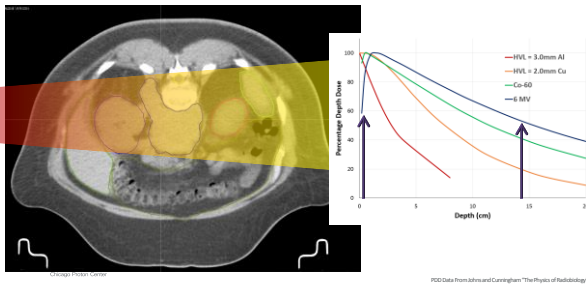 Percentage Depth Dose
100
80
60
40
20
0
HVL = 3.0mm Al
HVL = 2.0mm Cu
Co-60
6 MV
0 5 10 15 20
Depth (cm)
Chicago Proton Center
PDD Data From Johns and Cunningham "The Physics of Radiobiology